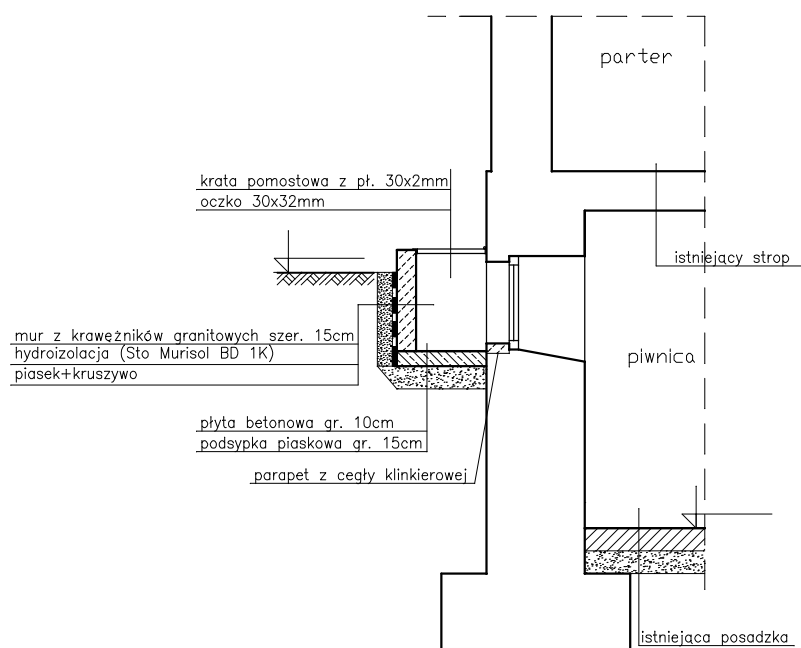 parter
krata pomostowa z pł. 30x2mm
oczko 30x32mm
istniejący strop
mur z krawężników granitowych szer. 15cm
hydroizolacja (Sto Murisol BD 1K)
piasek+kruszywo
piwnica
płyta betonowa gr. 10cm
podsypka piaskowa gr. 15cm
parapet z cegły klinkierowej
istniejąca posadzka